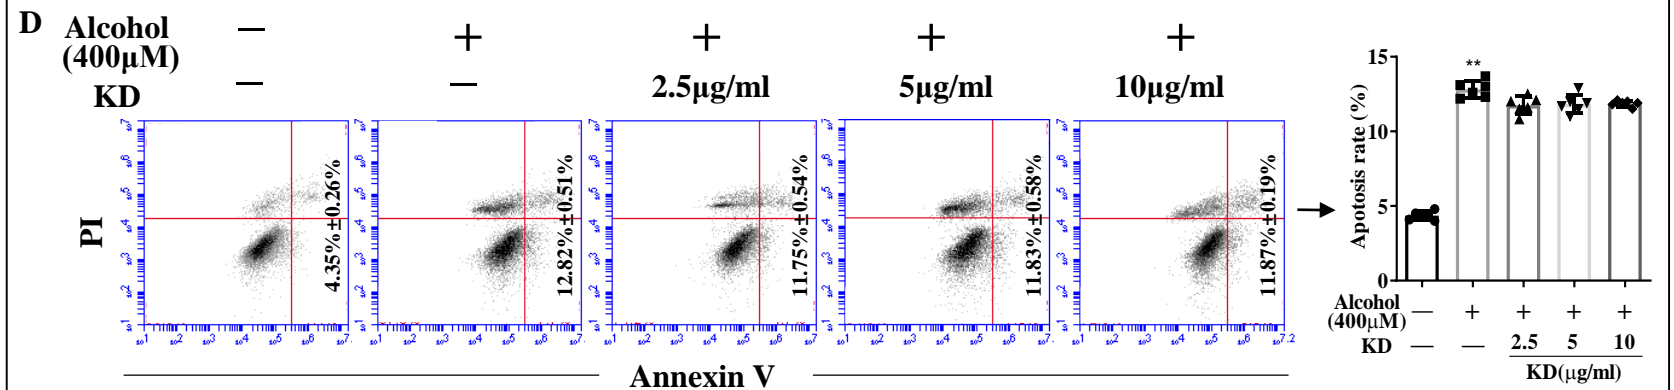 D
Alcohol — + + + +
(400μM)
KD — — 2.5μg/ml 5μg/ml 10μg/ml
PI
4.35%±0.26%
12.82%±0.51%
11.75%±0.54%
11.83%±0.58%
11.87%±0.19%
Annexin V
Apotosis rate (%)
15
10
5
0
**
Alcohol — + + + +
(400μM)
KD — — 2.5 5 10
KD(μg/ml)